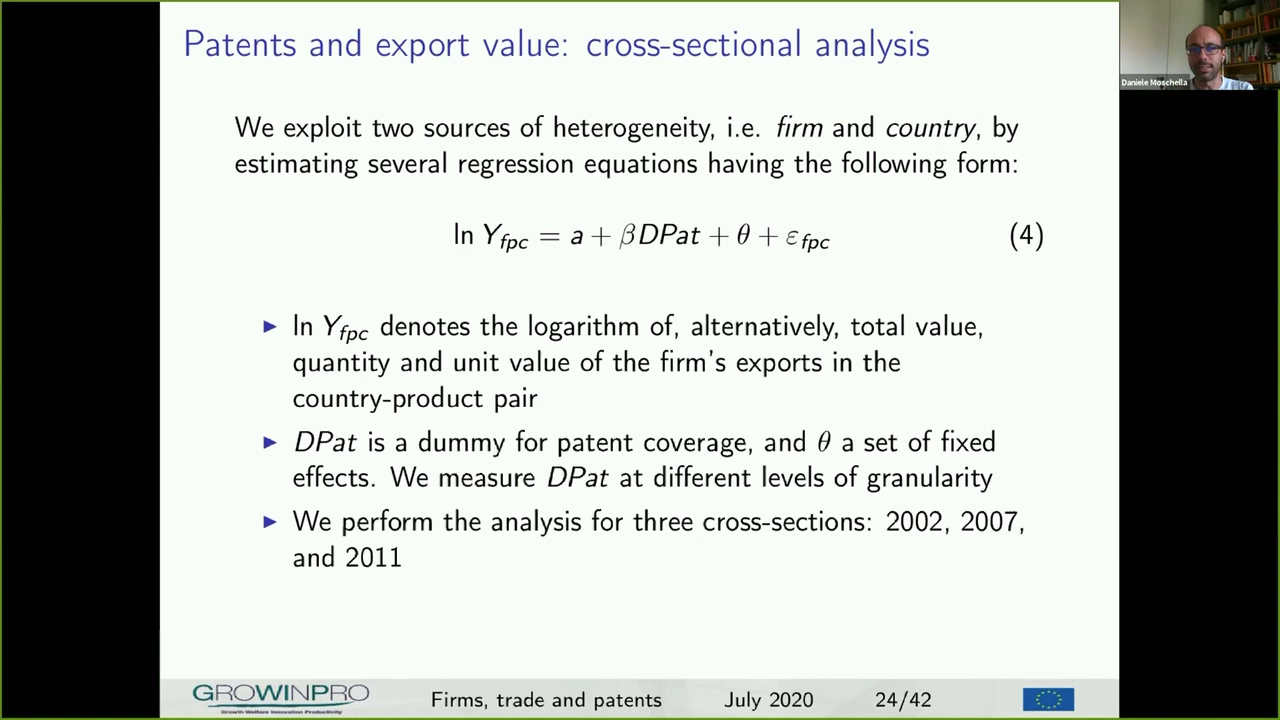 Patents and export value: cross-sectional analysis
Daniele Moschella
We exploit two sources of heterogeneity, i.e. firm and country, by
estimating several regression equations having the following form:
ln Y_fpc = a + βDPat + θ + ε_fpc (4)
▶ ln Y_fpc denotes the logarithm of, alternatively, total value,
quantity and unit value of the firm's exports in the
country-product pair
▶ DPat is a dummy for patent coverage, and θ a set of fixed
effects. We measure DPat at different levels of granularity
▶ We perform the analysis for three cross-sections: 2002, 2007,
and 2011
GROWINPRO
Growth Welfare Innovation Productivity
Firms, trade and patents July 2020 24/42